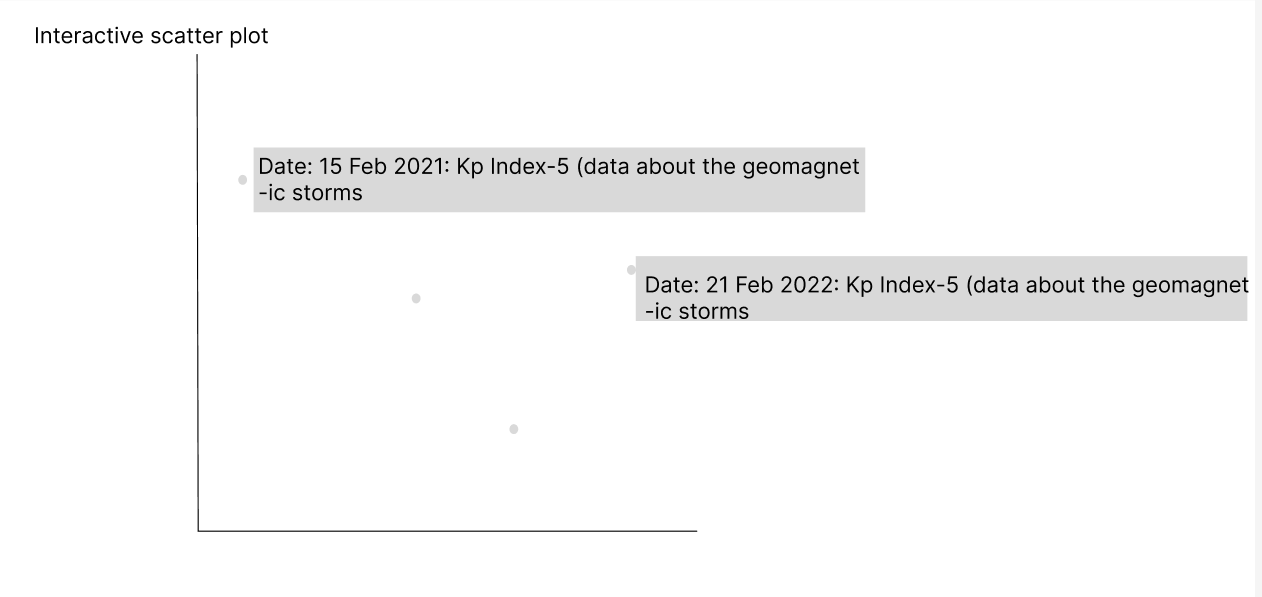 Interactive scatter plot
Date: 15 Feb 2021: Kp Index-5 (data about the geomagnet
-ic storms
Date: 21 Feb 2022: Kp Index-5 (data about the geomagnet
-ic storms